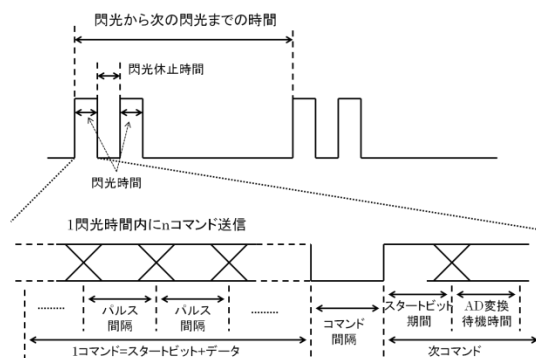 閃光から次の閃光までの時間
閃光休止時間
閃光時間
1閃光時間内にnコマンド送信
パルス
間隔
パルス
間隔
コマンド
間隔
スタートビット
期間
AD変換
待機時間
1コマンド=スタートビット+データ
次コマンド